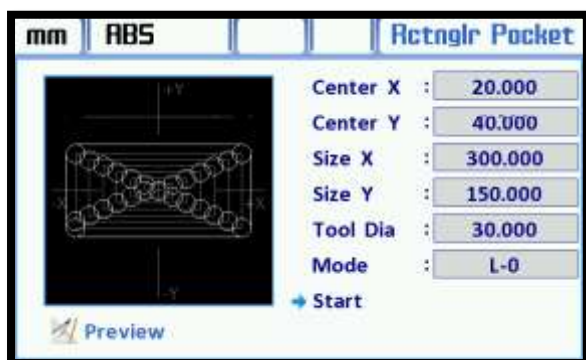 mm ABS Rctnglr Pocket
+Y
-X +X
-Y
Center X : 20.000
Center Y : 40.000
Size X : 300.000
Size Y : 150.000
Tool Dia : 30.000
Mode : L-0
Start
Preview